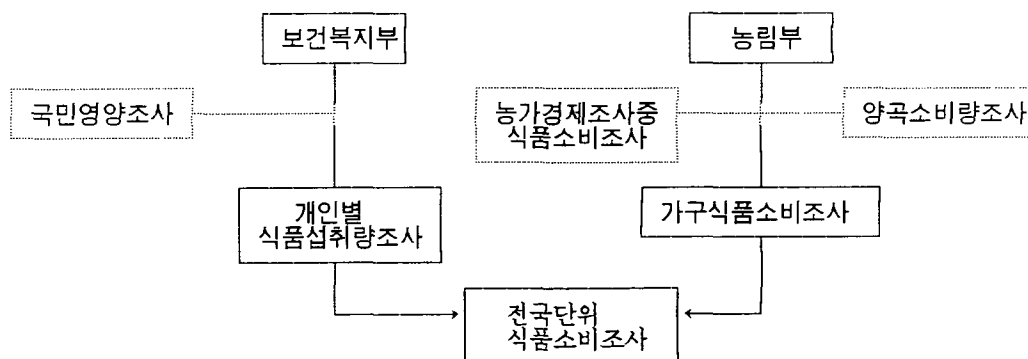 보건복지부
농림부
국민영양조사
농가경제조사중
식품소비조사
양곡소비량조사
개인별
식품섭취량조사
가구식품소비조사
전국단위
식품소비조사